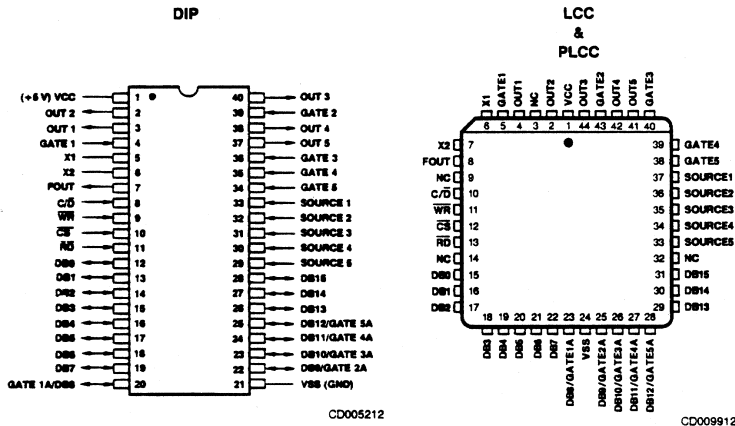 DIP
(+5 V) VCC 1 40 OUT 3
OUT 2 2 39 GATE 2
OUT 1 3 38 OUT 4
GATE 1 4 37 OUT 5
X1 5 36 GATE 3
X2 6 35 GATE 4
FOUT 7 34 GATE 5
C/D̅ 8 33 SOURCE 1
W̅R̅ 9 32 SOURCE 2
C̅S̅ 10 31 SOURCE 3
R̅D̅ 11 30 SOURCE 4
DB0 12 29 SOURCE 5
DB1 13 28 DB15
DB2 14 27 DB14
DB3 15 26 DB13
DB4 16 25 DB12/GATE 5A
DB5 17 24 DB11/GATE 4A
DB6 18 23 DB10/GATE 3A
DB7 19 22 DB9/GATE 2A
GATE 1A/DB8 20 21 VSS (GND)
CD005212
LCC
&
PLCC
X1 GATE1 OUT1 NC OUT2 VCC OUT3 GATE2 OUT4 OUT5 GATE3
6 5 4 3 2 1 44 43 42 41 40
X2 7 39 GATE4
FOUT 8 38 GATE5
NC 9 37 SOURCE1
C/D̅ 10 36 SOURCE2
W̅R̅ 11 35 SOURCE3
C̅S̅ 12 34 SOURCE4
R̅D̅ 13 33 SOURCE5
NC 14 32 NC
DB0 15 31 DB15
DB1 16 30 DB14
DB2 17 29 DB13
18 19 20 21 22 23 24 25 26 27 28
DB3 DB4 DB5 DB6 DB7 DB8/GATE1A VSS DB9/GATE2A DB10/GATE3A DB11/GATE4A DB12/GATE5A
CD009912